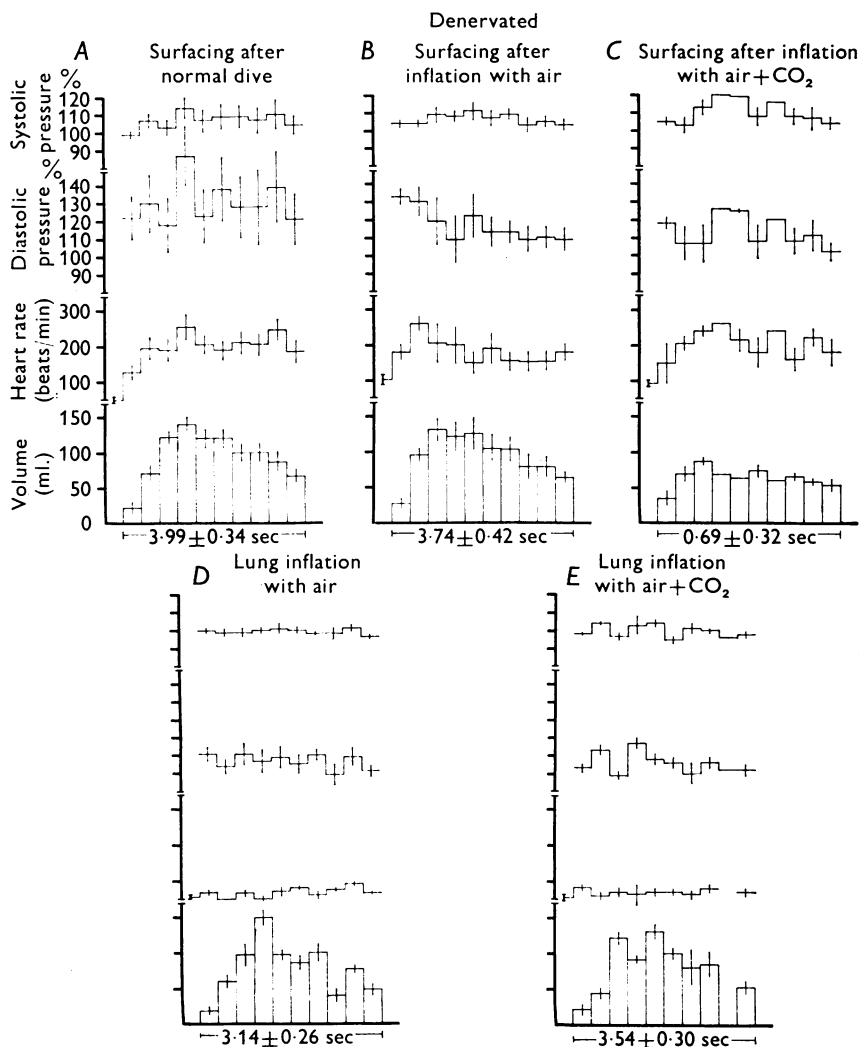 Denervated
A Surfacing after
normal dive
B Surfacing after
inflation with air
C Surfacing after inflation
with air+CO₂
Systolic
pressure
%
120
110
100
90
Diastolic
pressure
%
140
130
120
110
100
90
Heart rate
(beats/min)
300
200
100
Volume
(ml.)
150
100
50
0
3·99±0·34 sec
3·74±0·42 sec
0·69±0·32 sec
D Lung inflation
with air
E Lung inflation
with air+CO₂
3·14±0·26 sec
3·54±0·30 sec